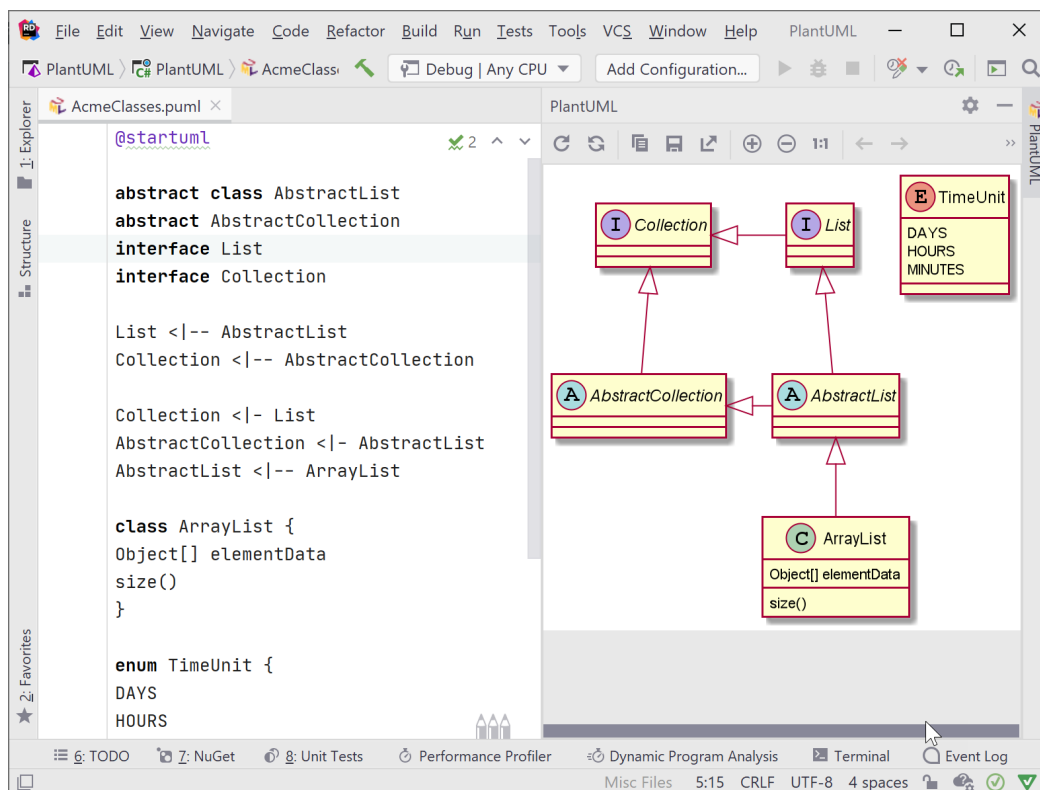 RD
File Edit View Navigate Code Refactor Build Run Tests Tools VCS Window Help PlantUML
PlantUML C# PlantUML AcmeClass Debug | Any CPU Add Configuration... 
1: Explorer
Structure
2: Favorites
AcmeClasses.puml
@startuml
2
abstract class AbstractList
abstract AbstractCollection
interface List
interface Collection
List <|-- AbstractList
Collection <|-- AbstractCollection
Collection <|- List
AbstractCollection <|- AbstractList
AbstractList <|-- ArrayList
class ArrayList {
Object[] elementData
size()
}
enum TimeUnit {
DAYS
HOURS
PlantUML
1:1
PlantUML
I Collection
I List
E TimeUnit
DAYS
HOURS
MINUTES
A AbstractCollection
A AbstractList
C ArrayList
Object[] elementData
size()
6: TODO 7: NuGet 8: Unit Tests Performance Profiler Dynamic Program Analysis Terminal Event Log
Misc Files 5:15 CRLF UTF-8 4 spaces